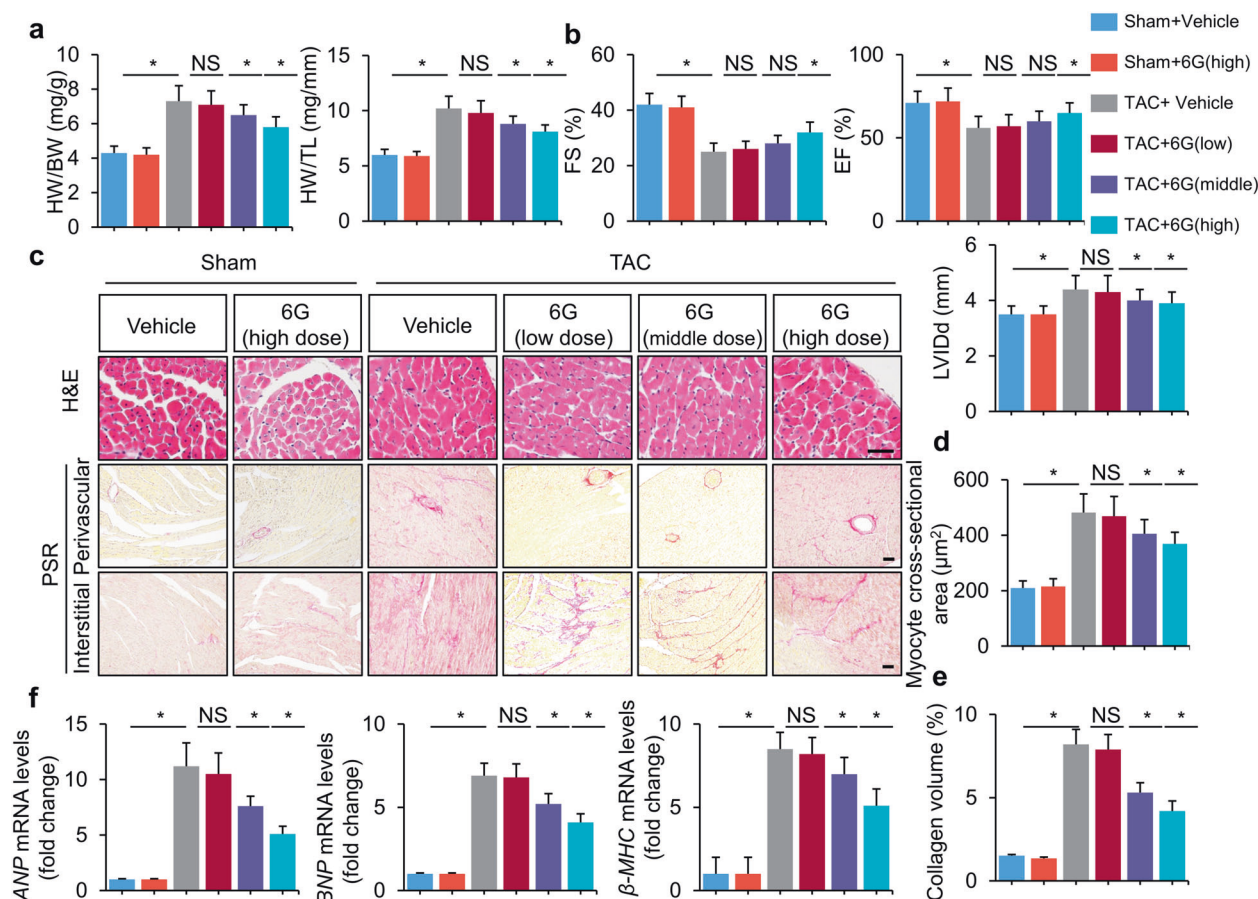 a
HW/BW (mg/g)
10
8
6
4
2
0
*
NS
*
*
HW/TL (mg/mm)
15
10
5
0
*
NS
*
*
b
FS (%)
60
40
20
0
*
NS
NS
*
EF (%)
100
50
0
*
NS
NS
*
Sham+Vehicle
Sham+6G(high)
TAC+ Vehicle
TAC+6G(low)
TAC+6G(middle)
TAC+6G(high)
LVIDd (mm)
6
4
2
0
*
NS
*
*
c
Sham
TAC
Vehicle
6G
(high dose)
Vehicle
6G
(low dose)
6G
(middle dose)
6G
(high dose)
H&E
PSR
Perivascular
Interstitial
d
Myocyte cross-sectional
area (µm²)
600
400
200
0
*
NS
*
*
e
Collagen volume (%)
10
5
0
*
NS
*
*
f
ANP mRNA levels
(fold change)
15
10
5
0
*
NS
*
*
BNP mRNA levels
(fold change)
10
5
0
*
NS
*
*
β-MHC mRNA levels
(fold change)
10
5
0
*
NS
*
*